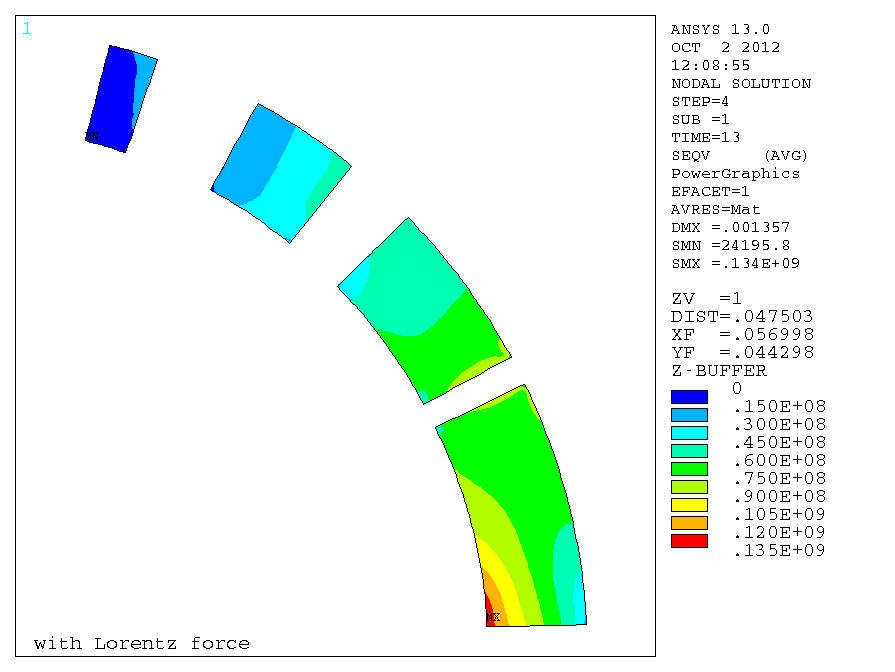 1
ANSYS 13.0
OCT  2 2012
12:08:55
NODAL SOLUTION
STEP=4
SUB =1
TIME=13
SEQV     (AVG)
PowerGraphics
EFACET=1
AVRES=Mat
DMX =.001357
SMN =24195.8
SMX =.134E+09
ZV  =1
DIST=.047503
XF  =.056998
YF  =.044298
Z-BUFFER
0
.150E+08
.300E+08
.450E+08
.600E+08
.750E+08
.900E+08
.105E+09
.120E+09
.135E+09
MN
MX
with Lorentz force